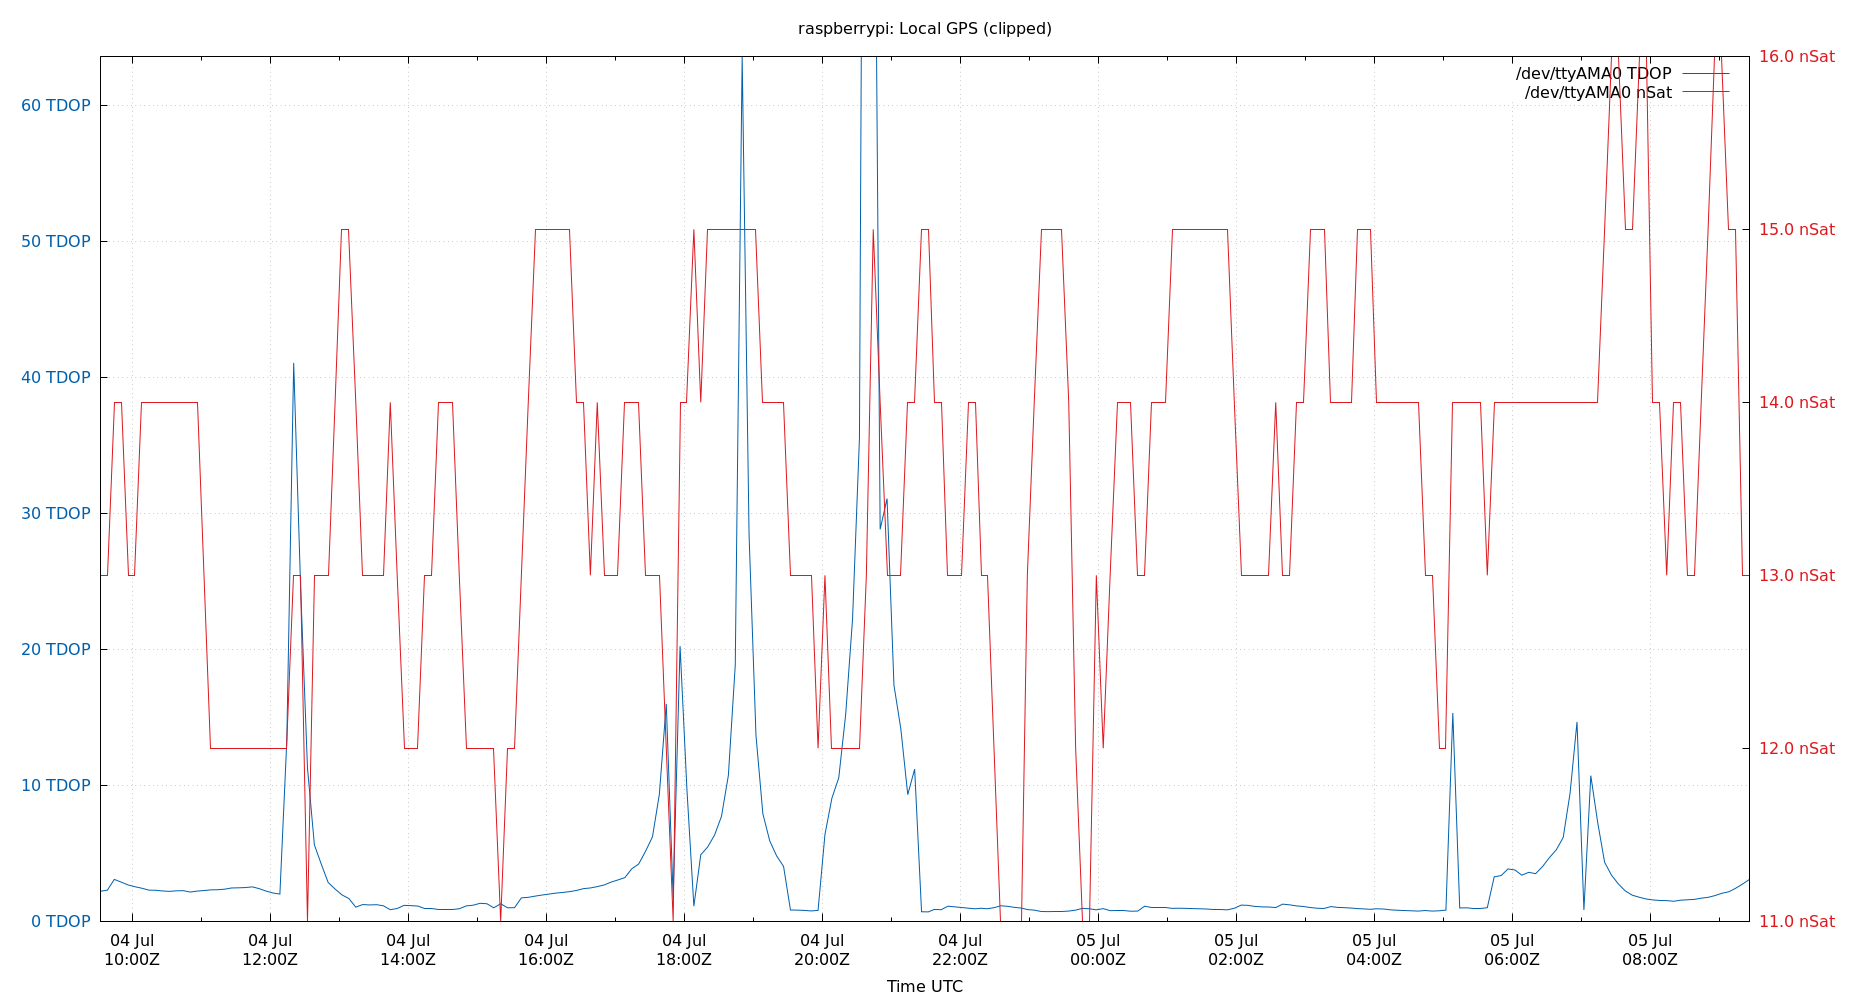 raspberrypi: Local GPS (clipped)
/dev/ttyAMA0 TDOP
/dev/ttyAMA0 nSat
60 TDOP
50 TDOP
40 TDOP
30 TDOP
20 TDOP
10 TDOP
0 TDOP
16.0 nSat
15.0 nSat
14.0 nSat
13.0 nSat
12.0 nSat
11.0 nSat
04 Jul
10:00Z
04 Jul
12:00Z
04 Jul
14:00Z
04 Jul
16:00Z
04 Jul
18:00Z
04 Jul
20:00Z
04 Jul
22:00Z
05 Jul
00:00Z
05 Jul
02:00Z
05 Jul
04:00Z
05 Jul
06:00Z
05 Jul
08:00Z
Time UTC